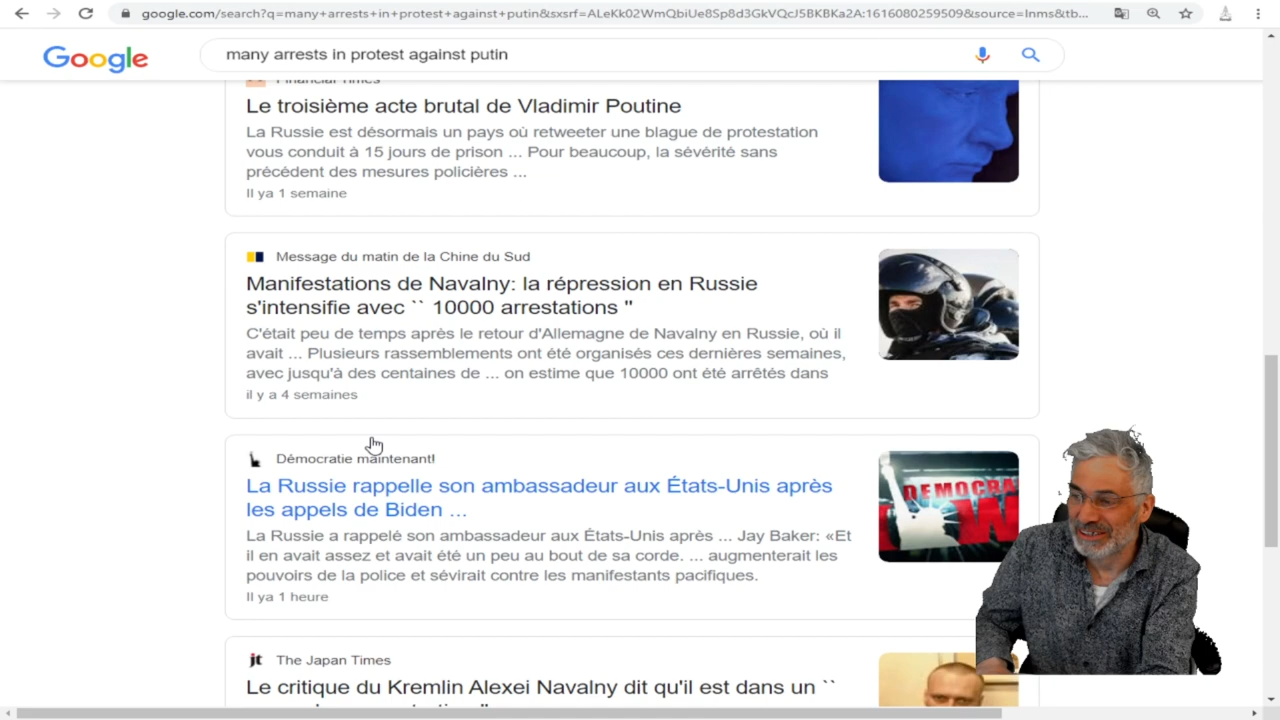 google.com/search?q=many+arrests+in+protest+against+putin&sxsrf=ALeKk02WmQbiUe8Sp8d3GkVQcJ5BKBKa2A:1616080259509&source=lnms&tb...
Google
many arrests in protest against putin
Financial Times
Le troisième acte brutal de Vladimir Poutine
La Russie est désormais un pays où retweeter une blague de protestation
vous conduit à 15 jours de prison ... Pour beaucoup, la sévérité sans
précédent des mesures policières ...
Il ya 1 semaine
Message du matin de la Chine du Sud
Manifestations de Navalny: la répression en Russie
s'intensifie avec `` 10000 arrestations ''
C'était peu de temps après le retour d'Allemagne de Navalny en Russie, où il
avait ... Plusieurs rassemblements ont été organisés ces dernières semaines,
avec jusqu'à des centaines de ... on estime que 10000 ont été arrêtés dans
il y a 4 semaines
Démocratie maintenant!
La Russie rappelle son ambassadeur aux États-Unis après
les appels de Biden ...
La Russie a rappelé son ambassadeur aux États-Unis après ... Jay Baker: «Et
il en avait assez et avait été un peu au bout de sa corde. ... augmenterait les
pouvoirs de la police et sévirait contre les manifestants pacifiques.
Il ya 1 heure
DEMOCRA
W
jt The Japan Times
Le critique du Kremlin Alexei Navalny dit qu'il est dans un ``